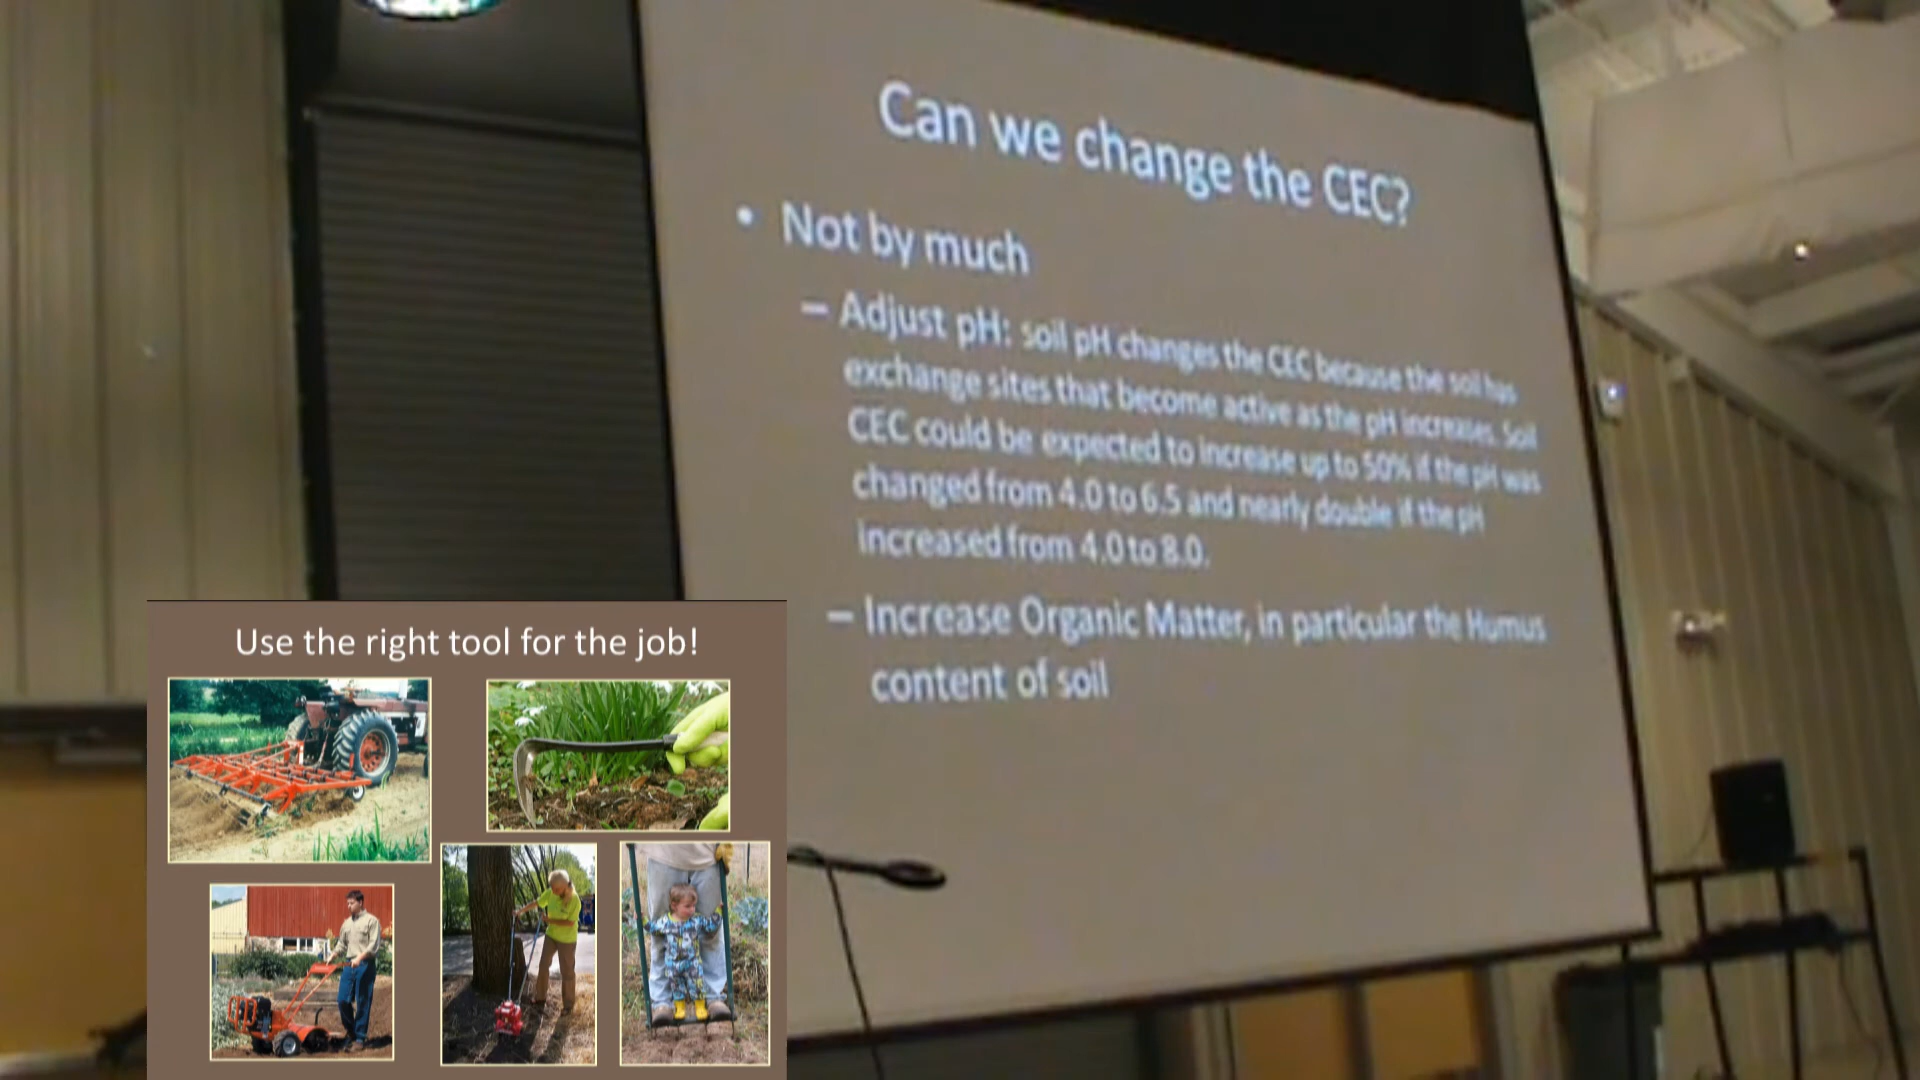 Can we change the CEC?
• Not by much
– Adjust pH: soil pH changes the CEC because the soil has
exchange sites that become active as the pH increases. Soil
CEC could be expected to increase up to 50% if the pH was
changed from 4.0 to 6.5 and nearly double if the pH
increased from 4.0 to 8.0.
– Increase Organic Matter, in particular the Humus
content of soil
Use the right tool for the job!